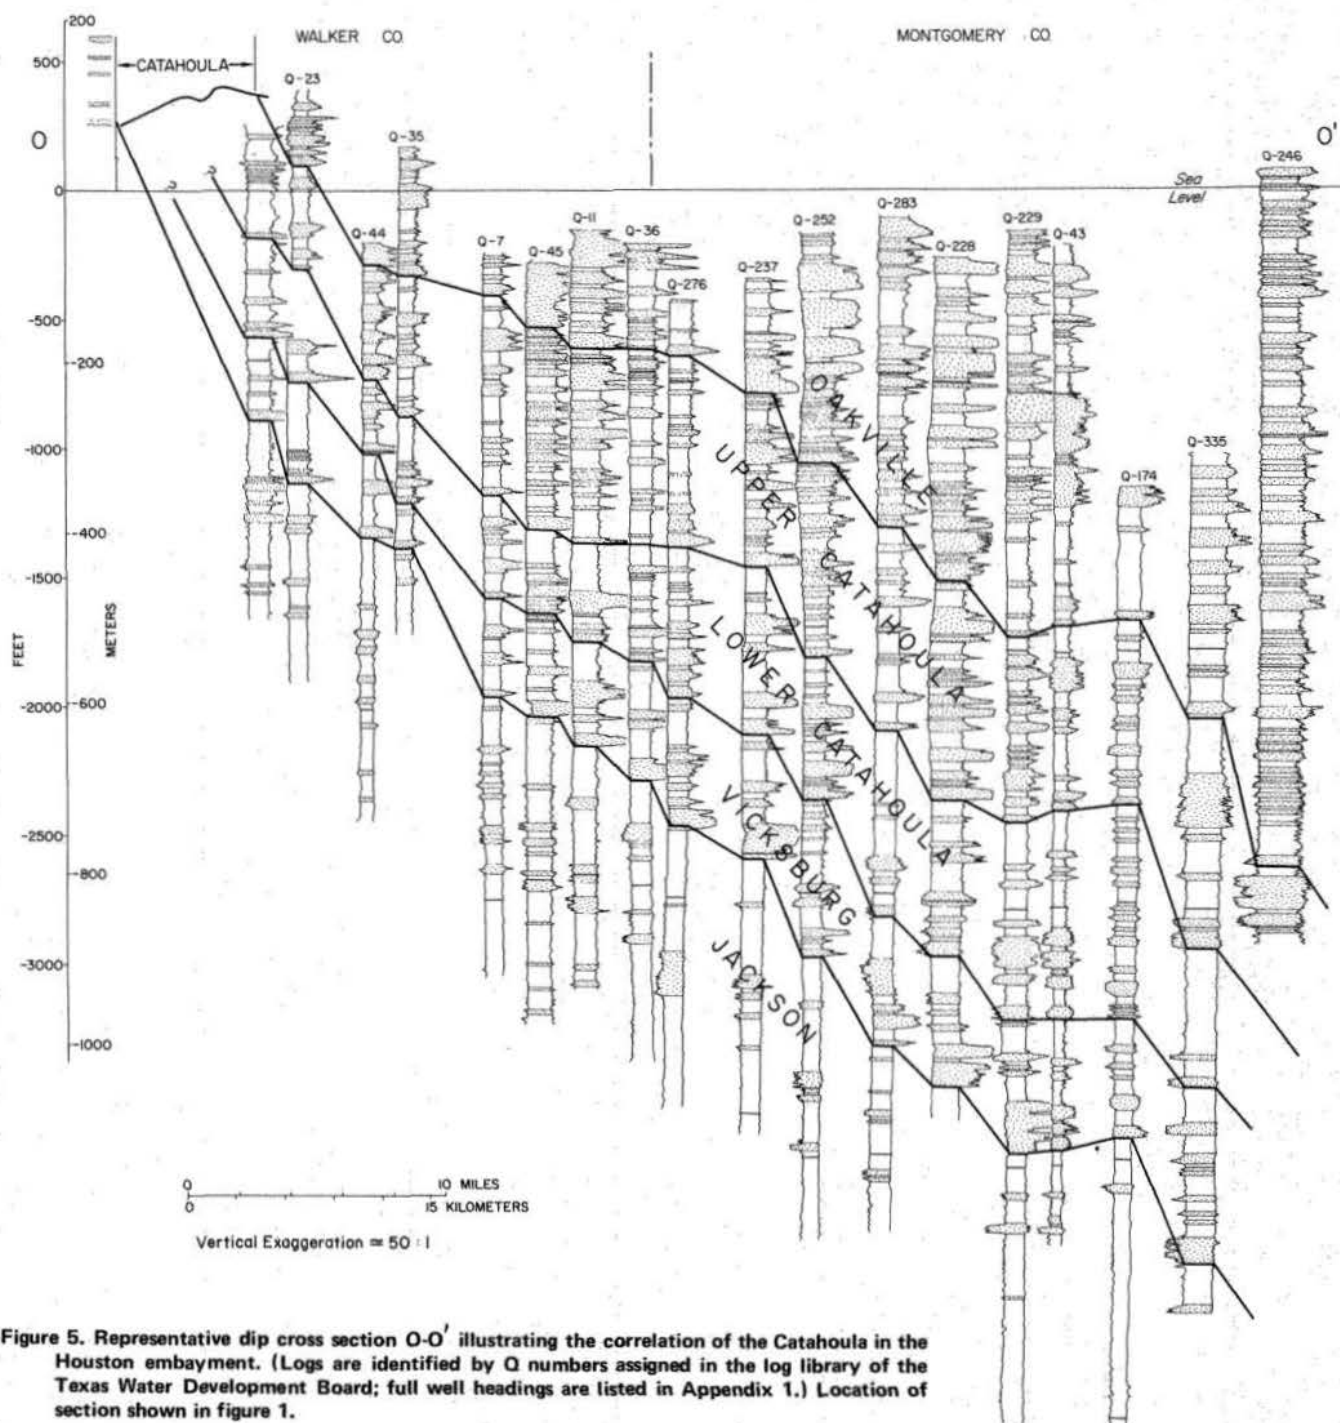 200
WALKER CO.
MONTGOMERY CO.
500
CATAHOULA
Q-23
Q-35
O
O'
Q-246
0
Sea
Level
Q-44
Q-7
Q-45
Q-11
Q-36
Q-276
Q-237
Q-252
Q-283
Q-228
Q-229
Q-43
-500
-200
OAKVILLE
Q-335
-1000
UPPER CATAHOULA
Q-174
-400
-1500
FEET
METERS
LOWER CATAHOULA
-2000
-600
VICKSBURG
-2500
-800
JACKSON
-3000
-1000
0 10 MILES
0 15 KILOMETERS
Vertical Exaggeration ≃ 50 : 1
Figure 5. Representative dip cross section O-O' illustrating the correlation of the Catahoula in the
Houston embayment. (Logs are identified by Q numbers assigned in the log library of the
Texas Water Development Board; full well headings are listed in Appendix 1.) Location of
section shown in figure 1.